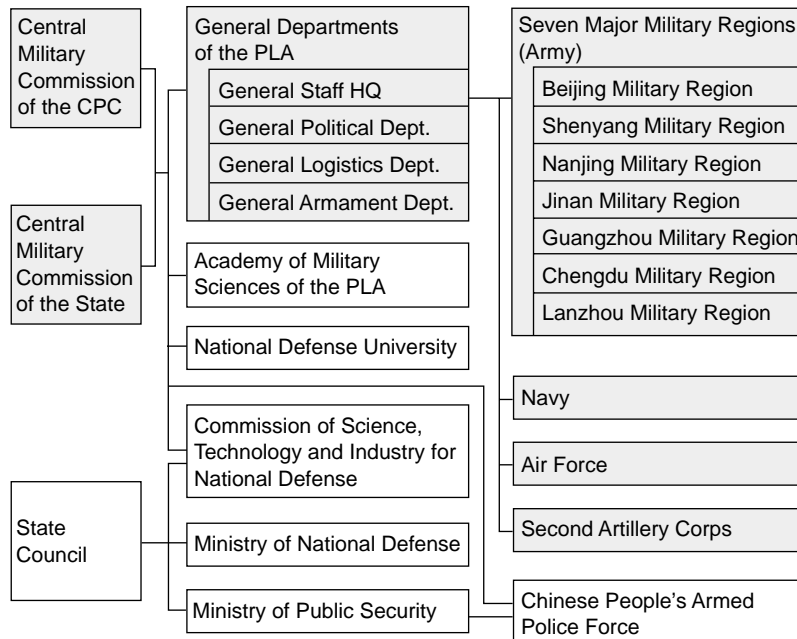 Central
Military
Commission
of the CPC
Central
Military
Commission
of the State
State
Council
General Departments
of the PLA
General Staff HQ
General Political Dept.
General Logistics Dept.
General Armament Dept.
Academy of Military
Sciences of the PLA
National Defense University
Commission of Science,
Technology and Industry for
National Defense
Ministry of National Defense
Ministry of Public Security
Seven Major Military Regions
(Army)
Beijing Military Region
Shenyang Military Region
Nanjing Military Region
Jinan Military Region
Guangzhou Military Region
Chengdu Military Region
Lanzhou Military Region
Navy
Air Force
Second Artillery Corps
Chinese People's Armed
Police Force